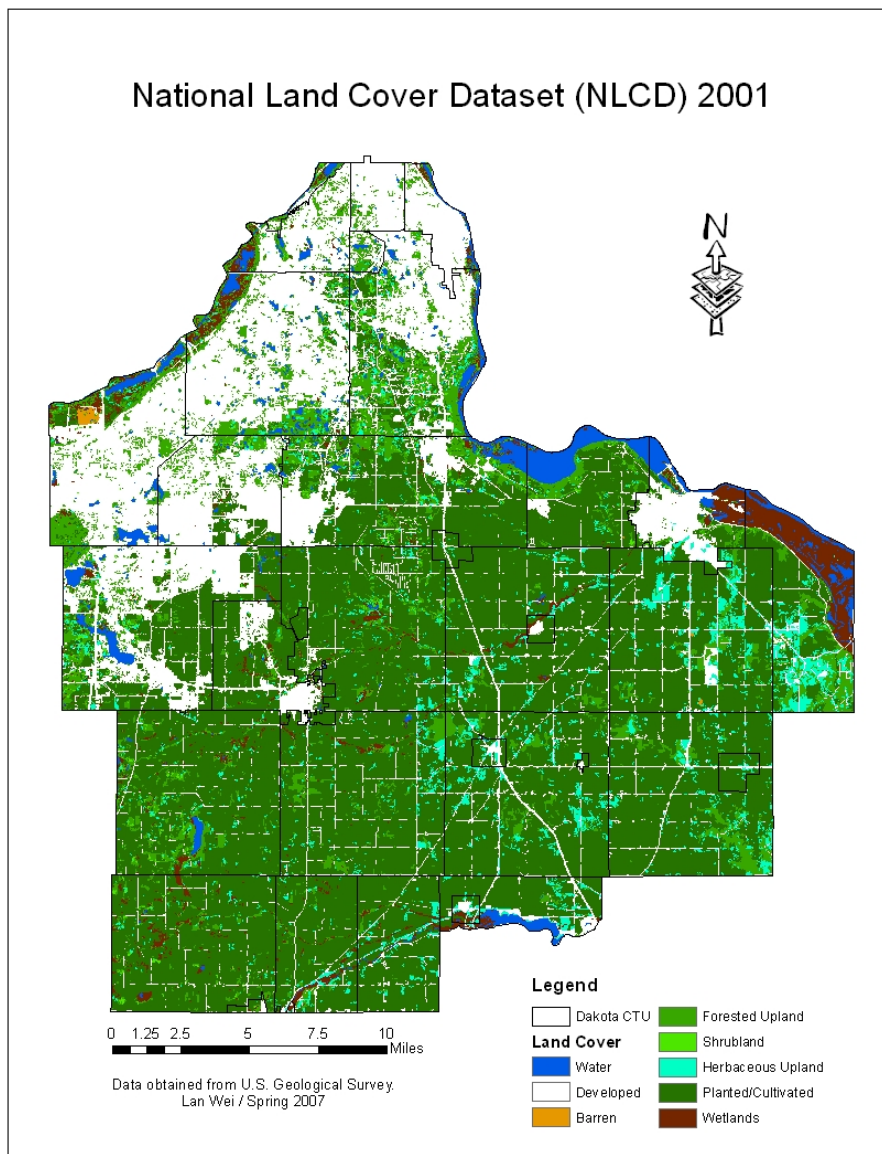 National Land Cover Dataset (NLCD) 2001
N
Legend
Dakota CTU
Land Cover
Water
Developed
Barren
Forested Upland
Shrubland
Herbaceous Upland
Planted/Cultivated
Wetlands
0 1.25 2.5 5 7.5 10
Miles
Data obtained from U.S. Geological Survey.
Lan Wei / Spring 2007